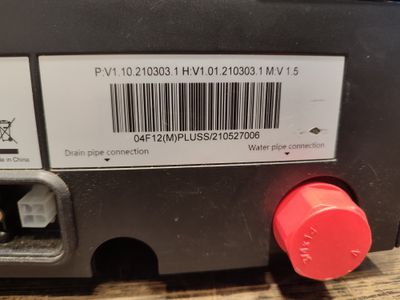 P:V1.10.210303.1 H:V1.01.210303.1 M:V 1.5
04F12(M)PLUSS/210527006
Drain pipe connection
Water pipe connection
de in China